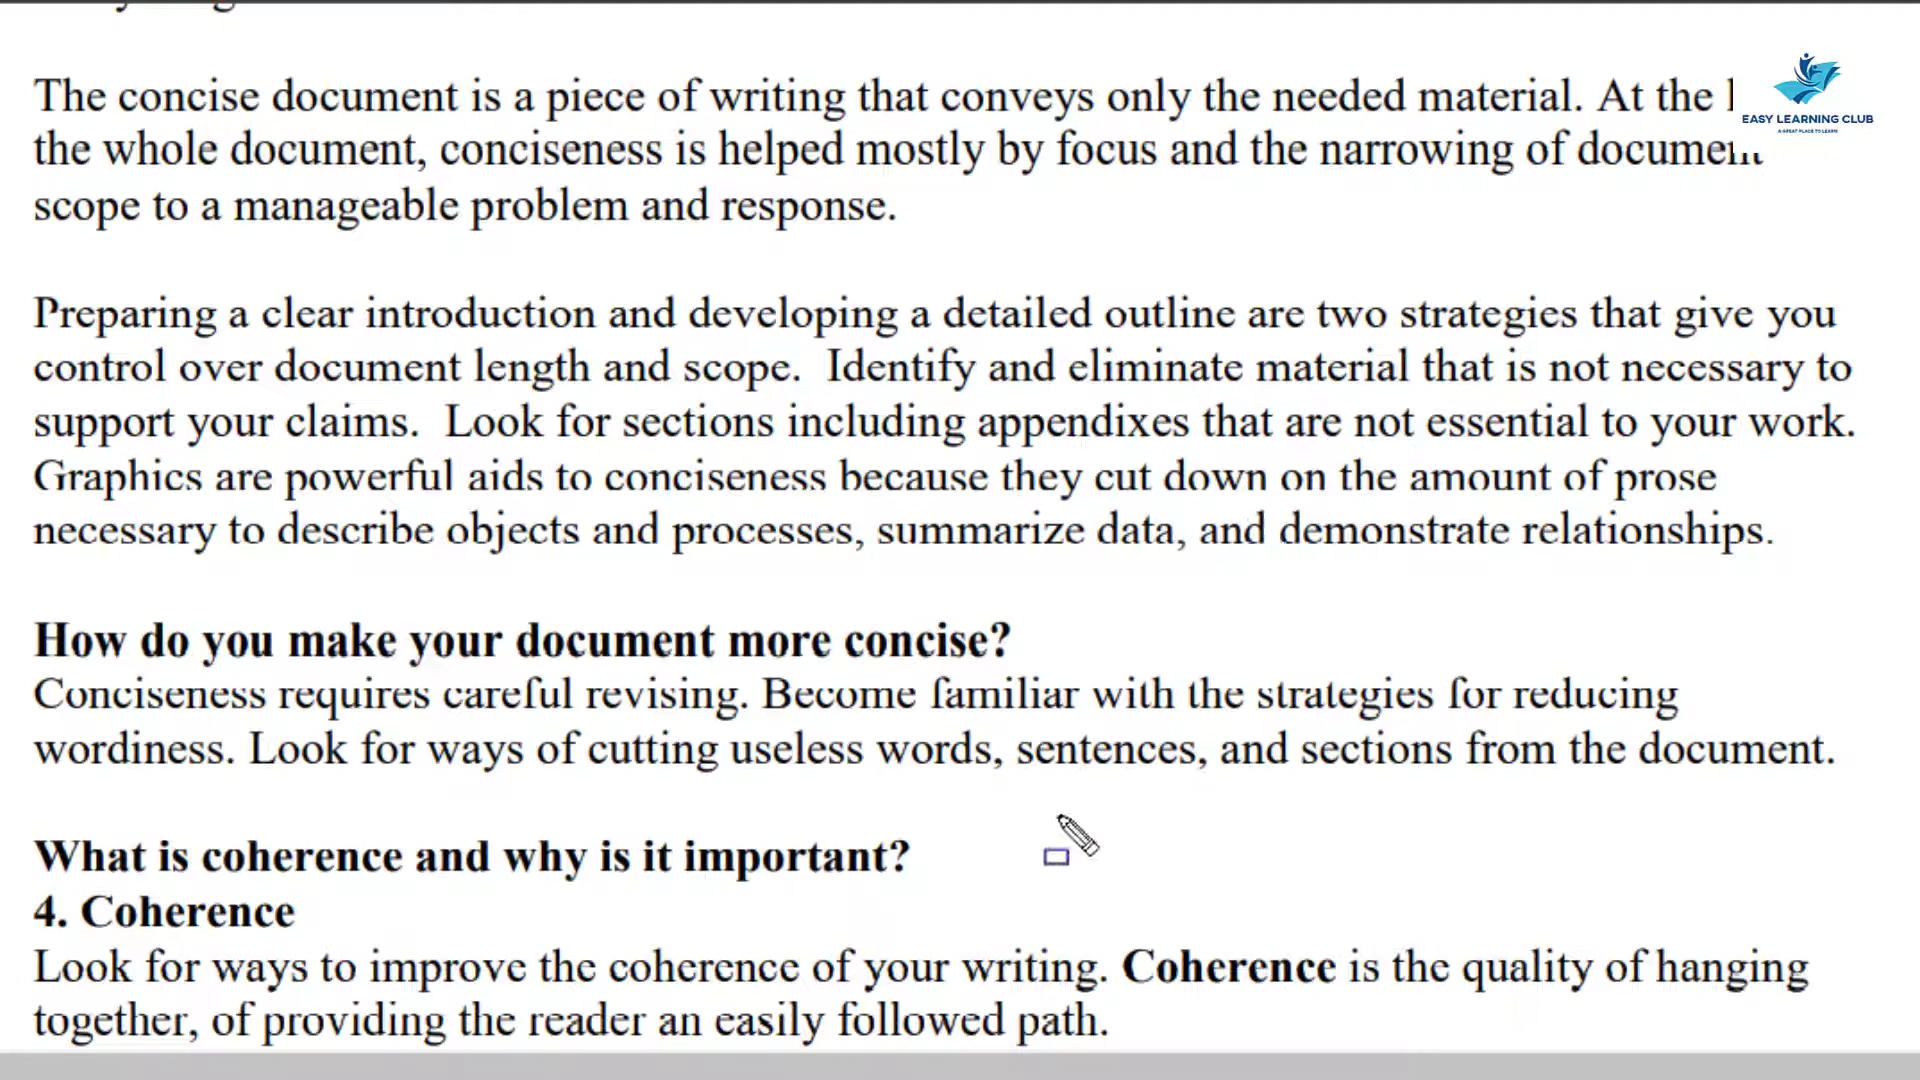 The concise document is a piece of writing that conveys only the needed material. At the
the whole document, conciseness is helped mostly by focus and the narrowing of document
scope to a manageable problem and response.
Preparing a clear introduction and developing a detailed outline are two strategies that give you
control over document length and scope. Identify and eliminate material that is not necessary to
support your claims. Look for sections including appendixes that are not essential to your work.
Graphics are powerful aids to conciseness because they cut down on the amount of prose
necessary to describe objects and processes, summarize data, and demonstrate relationships.
How do you make your document more concise?
Conciseness requires careful revising. Become familiar with the strategies for reducing
wordiness. Look for ways of cutting useless words, sentences, and sections from the document.
What is coherence and why is it important?
4. Coherence
Look for ways to improve the coherence of your writing. Coherence is the quality of hanging
together, of providing the reader an easily followed path.
EASY LEARNING CLUB
A GREAT PLACE TO LEARN